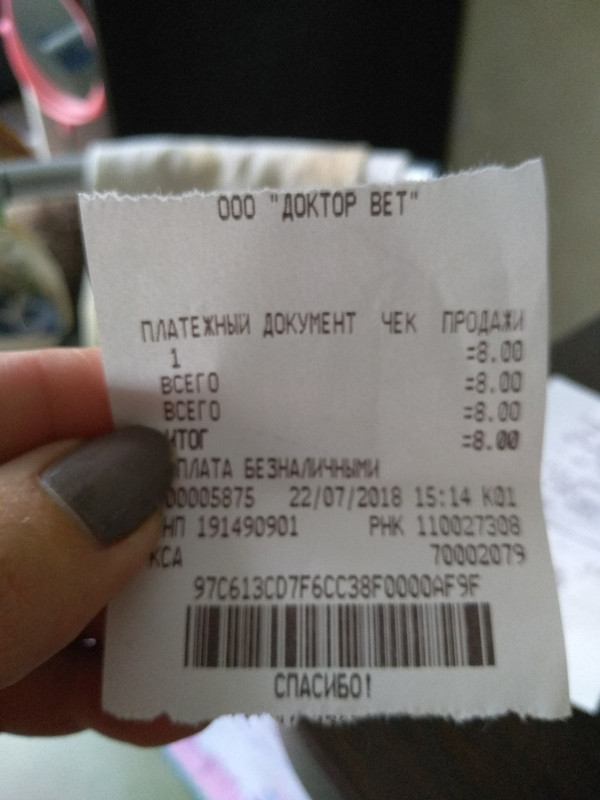 ООО "ДОКТОР ВЕТ"
ПЛАТЕЖНЫЙ ДОКУМЕНТ ЧЕК ПРОДАЖИ
1 =8.00
ВСЕГО =8.00
ВСЕГО =8.00
ИТОГ =8.00
ОПЛАТА БЕЗНАЛИЧНЫМИ
00005875 22/07/2018 15:14 К01
НП 191490901 РНК 110027308
КСА 70002079
97C613CD7F6CC38F0000AF9F
СПАСИБО!